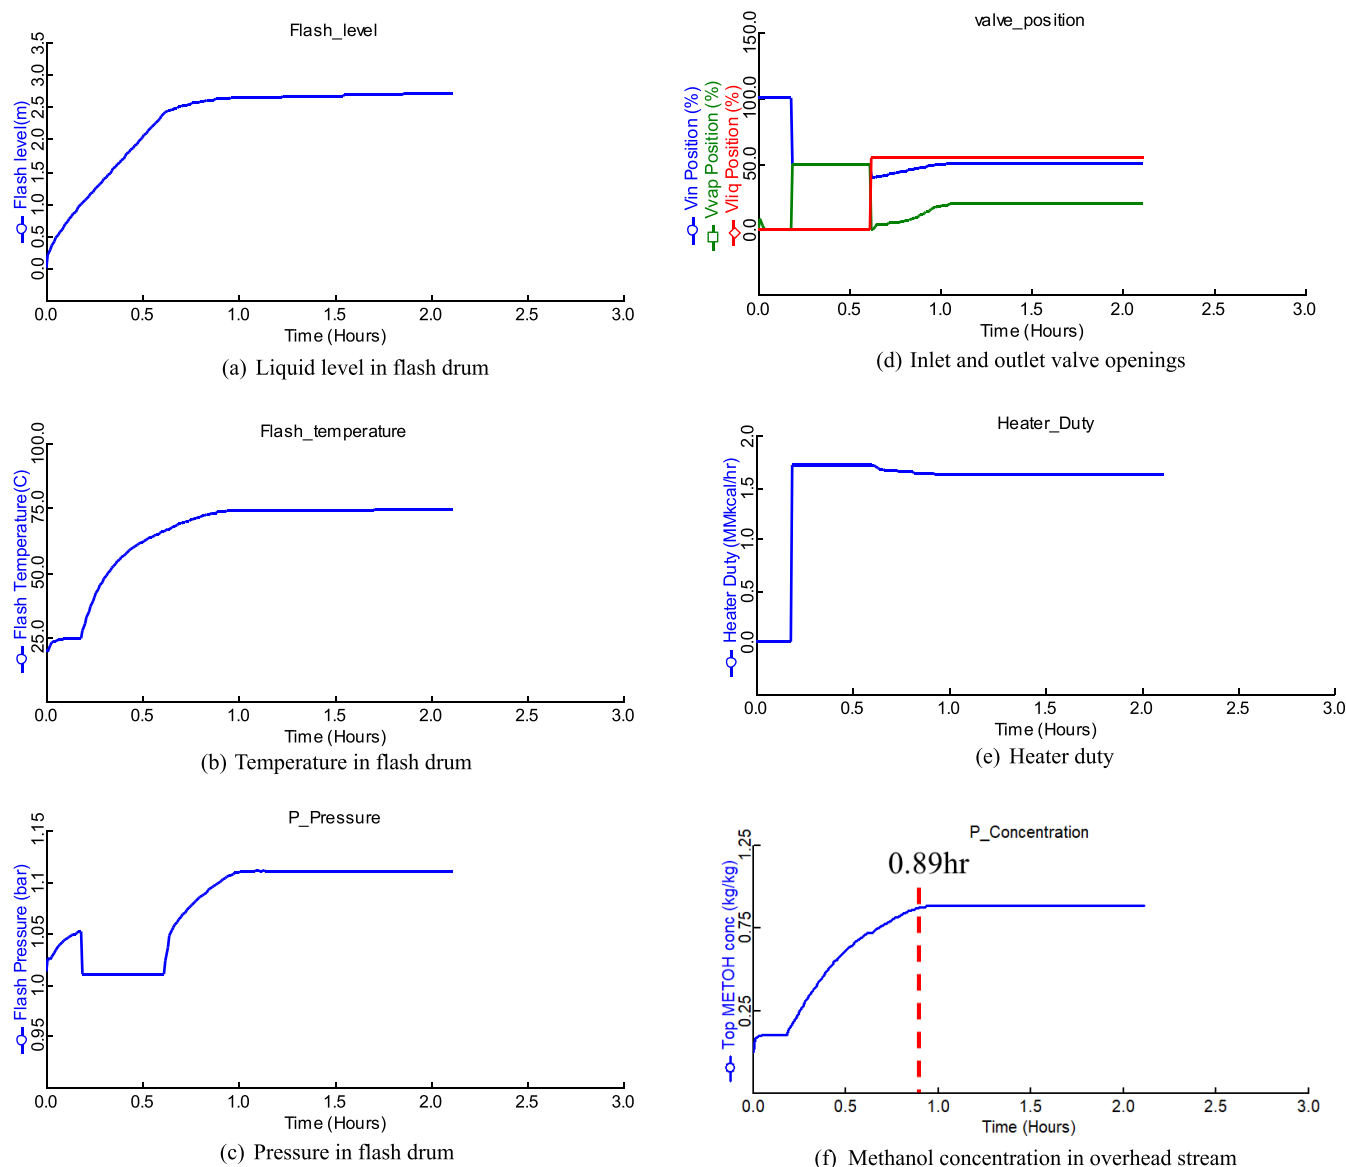 Flash_level
Flash level(m)
3.5
3.0
2.5
2.0
1.5
1.0
0.5
0.0
0.0 0.5 1.0 1.5 2.0 2.5 3.0
Time (Hours)
(a) Liquid level in flash drum
valve_position
Vin Position (%)
Vvap Position (%)
Vliq Position (%)
150.0
100.0
50.0
0.0
0.0 0.5 1.0 1.5 2.0 2.5 3.0
Time (Hours)
(d) Inlet and outlet valve openings
Flash_temperature
Flash Temperature(C)
100.0
75.0
50.0
25.0
0.0 0.5 1.0 1.5 2.0 2.5 3.0
Time (Hours)
(b) Temperature in flash drum
Heater_Duty
Heater Duty (MMkcal/hr)
2.0
1.5
1.0
0.5
0.0
0.0 0.5 1.0 1.5 2.0 2.5 3.0
Time (Hours)
(e) Heater duty
P_Pressure
Flash Pressure (bar)
1.15
1.1
1.05
1.0
0.95
0.0 0.5 1.0 1.5 2.0 2.5 3.0
Time (Hours)
(c) Pressure in flash drum
P_Concentration
Top METOH conc (kg/kg)
1.25
0.75
0.25
0.89hr
0.0 0.5 1.0 1.5 2.0 2.5 3.0
Time (Hours)
(f) Methanol concentration in overhead stream